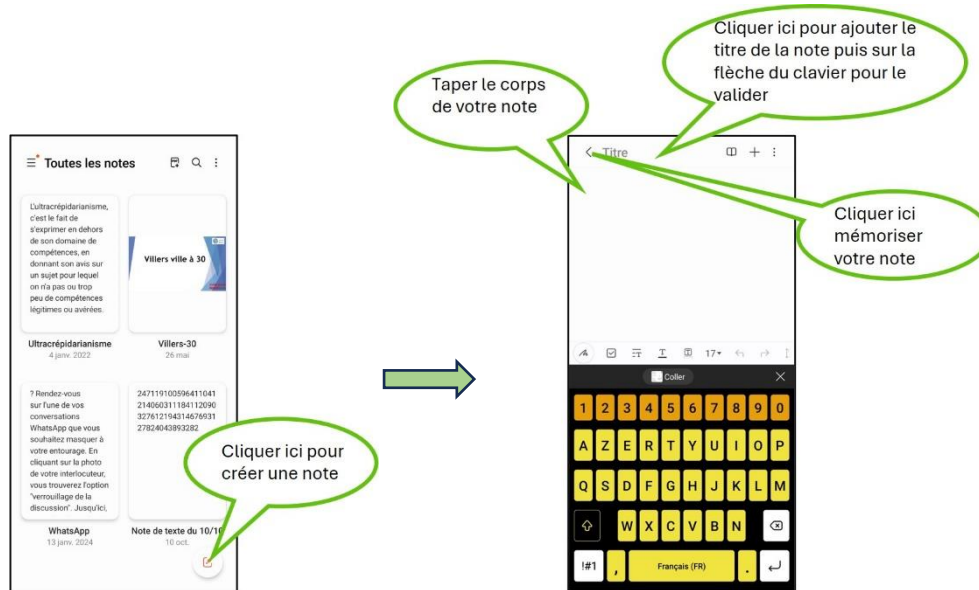 Cliquer ici pour ajouter le
titre de la note puis sur la
flèche du clavier pour le
valider
Taper le corps
de votre note
Toutes les notes
L'ultracrépidarianisme,
c'est le fait de
s'exprimer en dehors
de son domaine de
compétences, en
donnant son avis sur
un sujet pour lequel
on n'a pas ou trop
peu de compétences
légitimes ou avérées.
Villers ville à 30
Ultracrépidarianisme
4 janv. 2022
Villers-30
26 mai
? Rendez-vous
sur l'une de vos
conversations
WhatsApp que vous
souhaitez masquer à
votre entourage. En
cliquant sur la photo
de votre interlocuteur,
vous trouverez l'option
"verrouillage de la
discussion". Jusqu'ici,
247119100596411041
214060311184112090
327612194314676931
27824043893282
Cliquer ici pour
créer une note
WhatsApp
13 janv. 2024
Note de texte du 10/10
10 oct.
Titre
Cliquer ici
mémoriser
votre note
17
Coller
1 2 3 4 5 6 7 8 9 0
A Z E R T Y U I O P
Q S D F G H J K L M
W X C V B N
!#1 , Français (FR) .